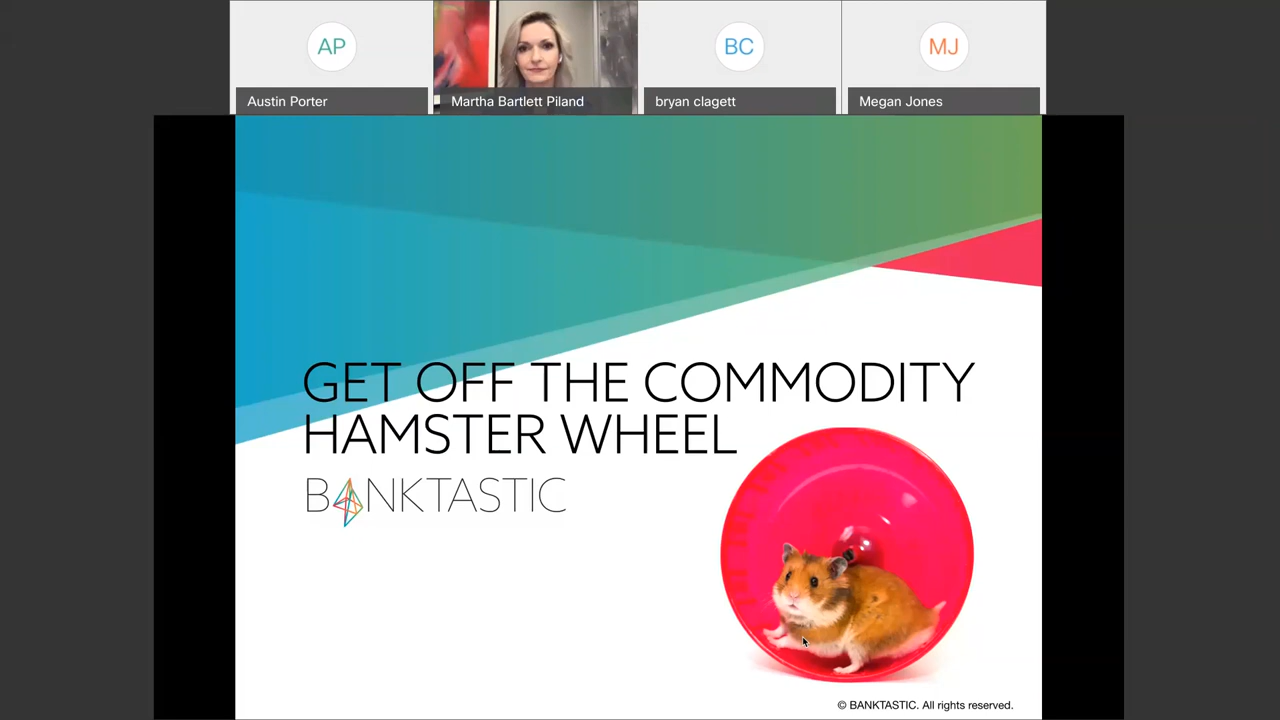 AP
BC
MJ
Austin Porter
Martha Bartlett Piland
bryan clagett
Megan Jones
GET OFF THE COMMODITY
HAMSTER WHEEL
BANKTASTIC
© BANKTASTIC. All rights reserved.